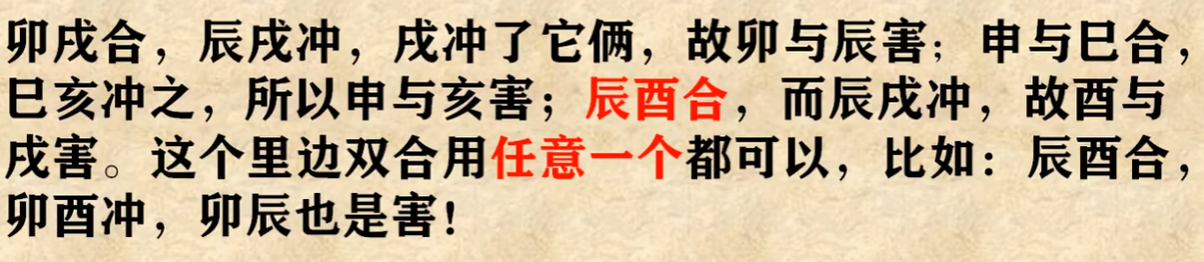 卯戌合，辰戌冲，戌冲了它俩，故卯与辰害；申与巳合，
巳亥冲之，所以申与亥害；辰酉合，而辰戌冲，故酉与
戌害。这个里边双合用任意一个都可以，比如：辰酉合，
卯酉冲，卯辰也是害！